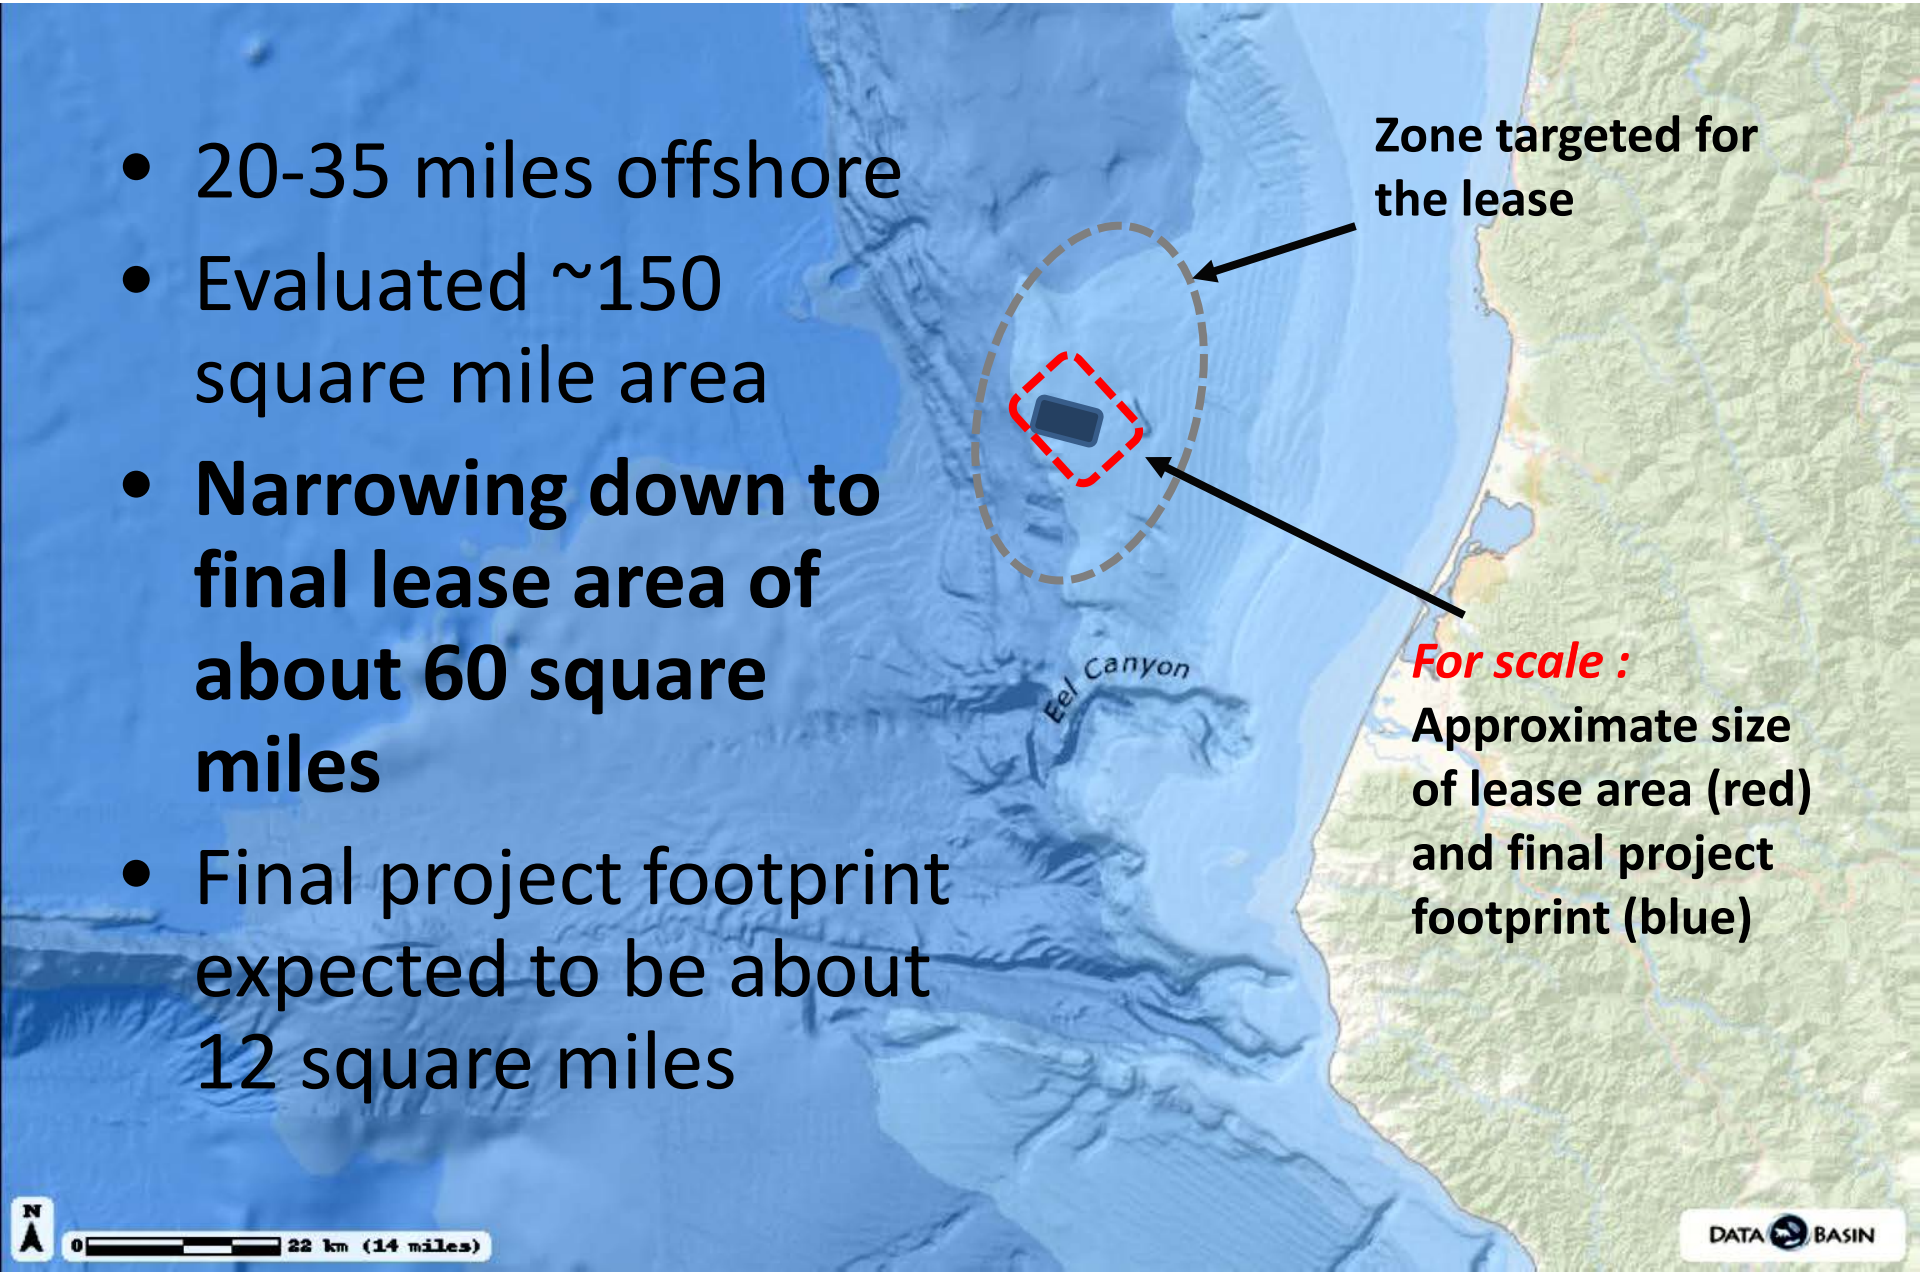 • 20-35 miles offshore
• Evaluated ~150
square mile area
• Narrowing down to
final lease area of
about 60 square
miles
• Final project footprint
expected to be about
12 square miles
Zone targeted for
the lease
For scale :
Approximate size
of lease area (red)
and final project
footprint (blue)
Eel Canyon
N
0 22 km (14 miles)
DATA BASIN